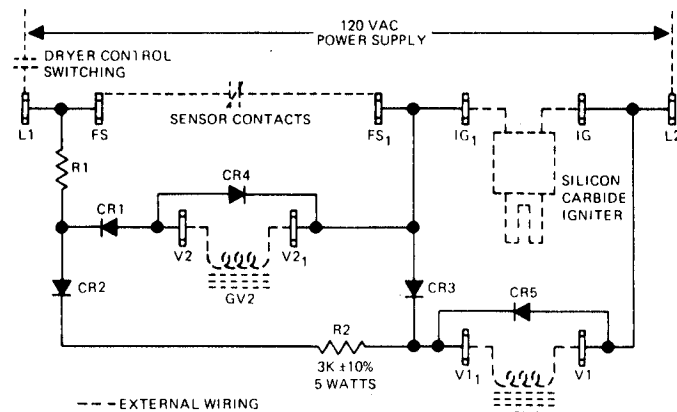 120 VAC
POWER SUPPLY
DRYER CONTROL
SWITCHING
L1
FS
SENSOR CONTACTS
FS1
IG1
IG
L2
R1
CR4
SILICON
CARBIDE
IGNITER
CR1
V2
V21
GV2
CR2
CR3
CR5
R2
3K ±10%
5 WATTS
V11
V1
---EXTERNAL WIRING